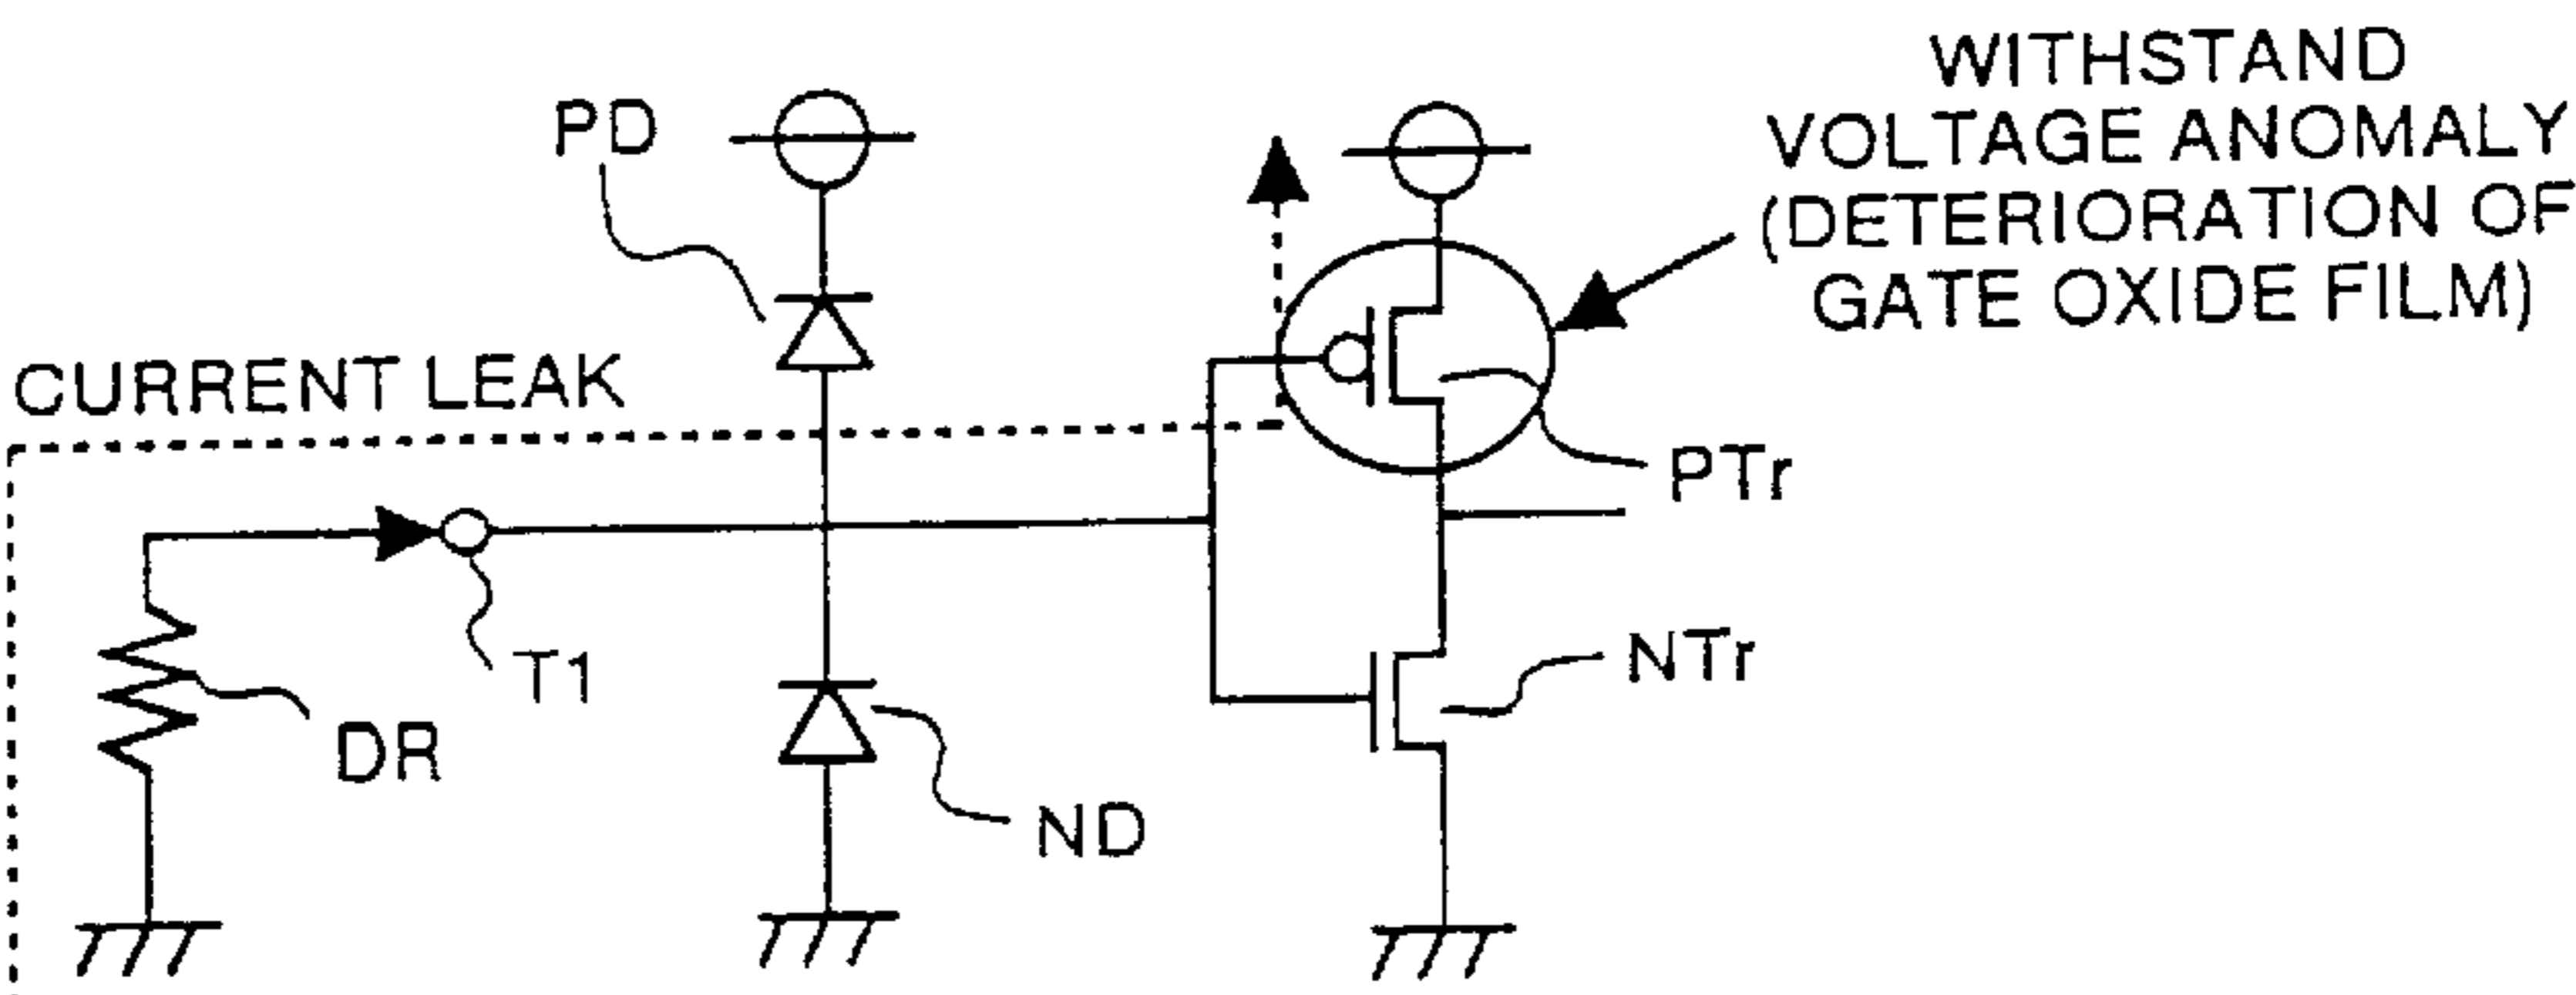 WITHSTAND
VOLTAGE ANOMALY
(DETERIORATION OF
GATE OXIDE FILM)
PD
CURRENT LEAK
PTr
T1
NTr
DR
ND